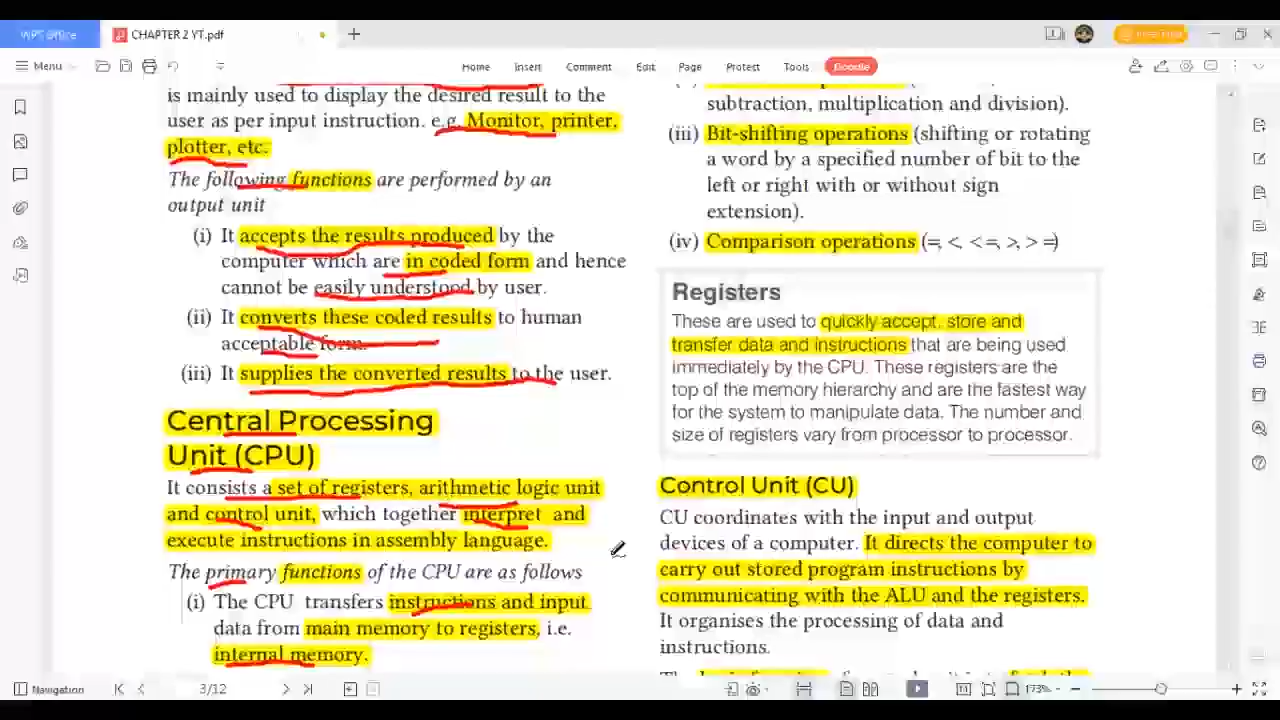 WPS Office
CHAPTER 2 YT.pdf
Menu
Home Insert Comment Edit Page Protect Tools
is mainly used to display the desired result to the
user as per input instruction. e.g. Monitor, printer,
plotter, etc.
The following functions are performed by an
output unit
(i) It accepts the results produced by the
computer which are in coded form and hence
cannot be easily understood by user.
(ii) It converts these coded results to human
acceptable form.
(iii) It supplies the converted results to the user.
Central Processing
Unit (CPU)
It consists a set of registers, arithmetic logic unit
and control unit, which together interpret and
execute instructions in assembly language.
The primary functions of the CPU are as follows
(i) The CPU transfers instructions and input
data from main memory to registers, i.e.
internal memory.
subtraction, multiplication and division).
(iii) Bit-shifting operations (shifting or rotating
a word by a specified number of bit to the
left or right with or without sign
extension).
(iv) Comparison operations (=, <, < =, >, > =)
Registers
These are used to quickly accept, store and
transfer data and instructions that are being used
immediately by the CPU. These registers are the
top of the memory hierarchy and are the fastest way
for the system to manipulate data. The number and
size of registers vary from processor to processor.
Control Unit (CU)
CU coordinates with the input and output
devices of a computer. It directs the computer to
carry out stored program instructions by
communicating with the ALU and the registers.
It organises the processing of data and
instructions.
Navigation
3/12
173%